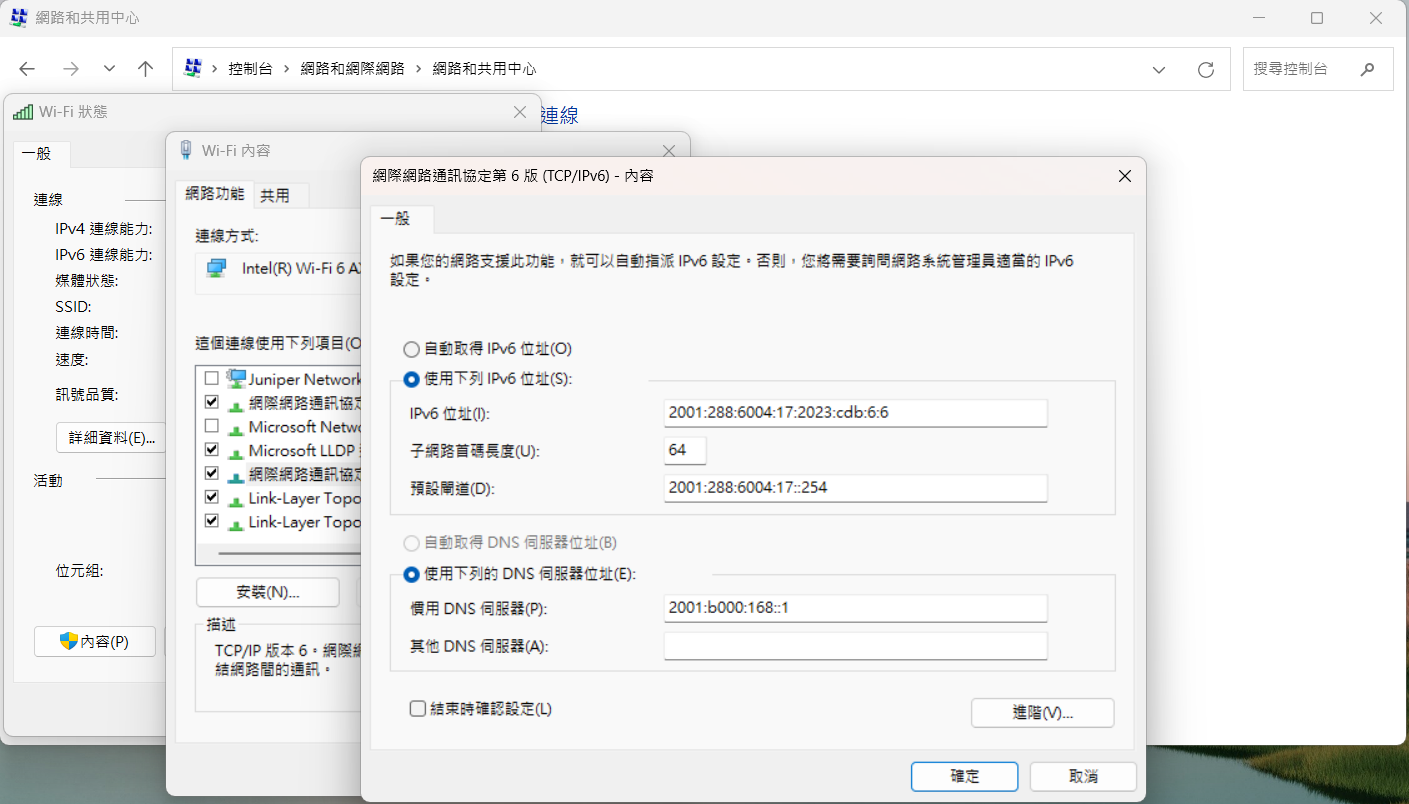 網路和共用中心
控制台 › 網路和網際網路 › 網路和共用中心
搜尋控制台
連線
Wi-Fi 狀態
一般
連線
IPv4 連線能力:
IPv6 連線能力:
媒體狀態:
SSID:
連線時間:
速度:
訊號品質:
詳細資料(E)...
活動
位元組:
內容(P)
Wi-Fi 內容
網路功能
共用
連線方式:
Intel(R) Wi-Fi 6 A
這個連線使用下列項目(O
Juniper Network
網際網路通訊協定
Microsoft Netwo
Microsoft LLDP
網際網路通訊協定
Link-Layer Topo
Link-Layer Topo
安裝(N)...
描述
TCP/IP 版本 6。網際網
結網路間的通訊。
網際網路通訊協定第 6 版 (TCP/IPv6) - 內容
一般
如果您的網路支援此功能，就可以自動指派 IPv6 設定。否則，您將需要詢問網路系統管理員適當的 IPv6
設定。
自動取得 IPv6 位址(O)
使用下列 IPv6 位址(S):
IPv6 位址(I): 2001:288:6004:17:2023:cdb:6:6
子網路首碼長度(U): 64
預設閘道(D): 2001:288:6004:17::254
自動取得 DNS 伺服器位址(B)
使用下列的 DNS 伺服器位址(E):
慣用 DNS 伺服器(P): 2001:b000:168::1
其他 DNS 伺服器(A):
結束時確認設定(L)
進階(V)...
確定
取消